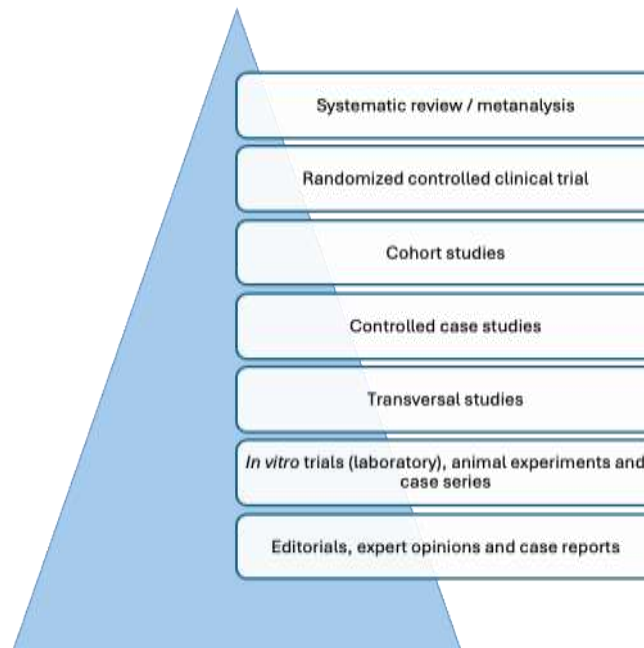 Systematic review / metanalysis
Randomized controlled clinical trial
Cohort studies
Controlled case studies
Transversal studies
In vitro trials (laboratory), animal experiments and
case series
Editorials, expert opinions and case reports